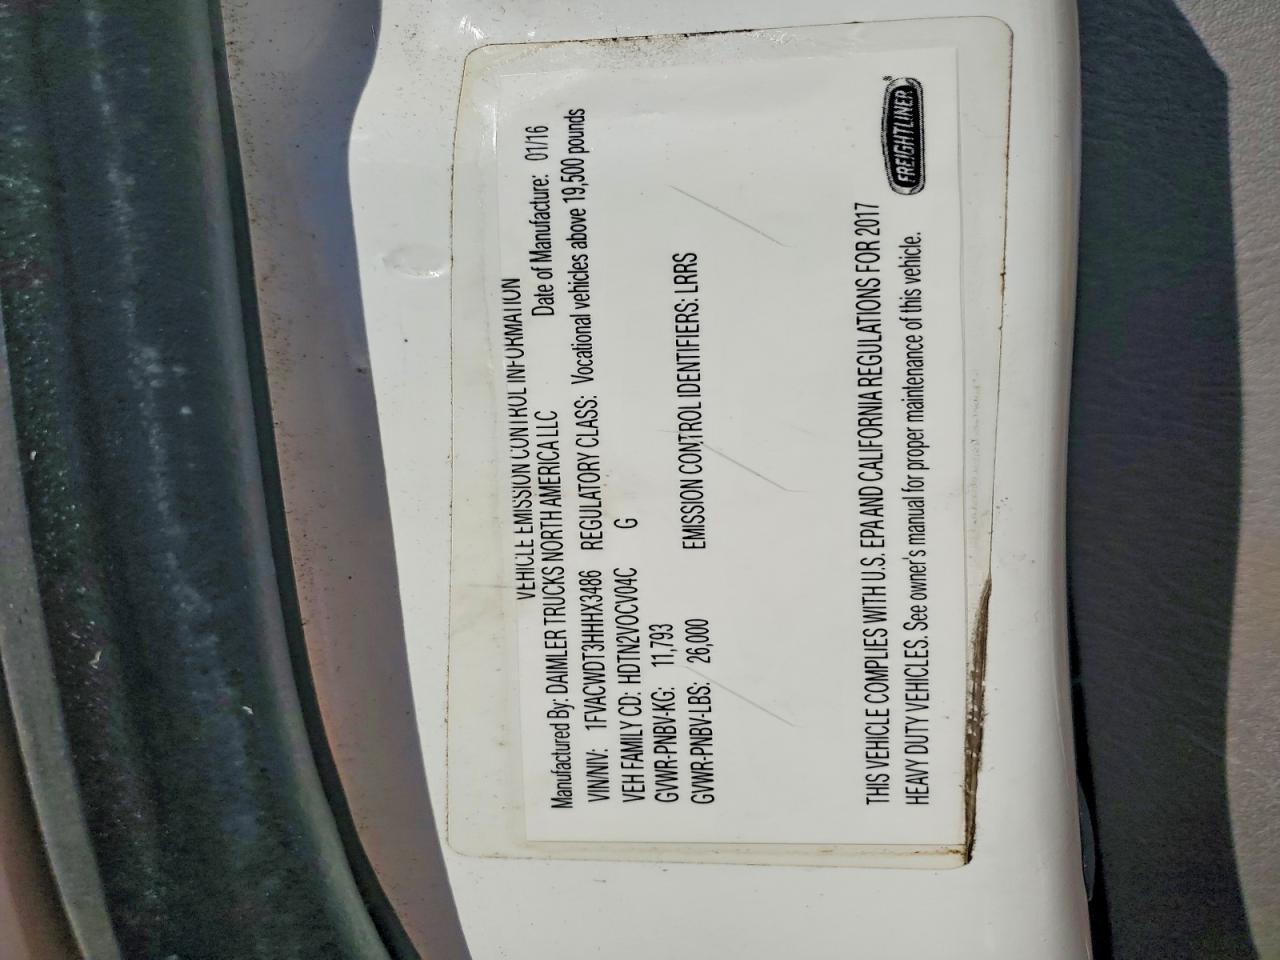 VEHICLE EMISSION CONTROL INFORMATION
Manufactured By: DAIMLER TRUCKS NORTH AMERICA LLC Date of Manufacture: 01/16
VIN/NIV: 1FVACWDT3HHHX3486 REGULATORY CLASS: Vocational vehicles above 19,500 pounds
VEH FAMILY CD: HDTN2VOCV04C G
GVWR-PNBV-KG: 11,793
GVWR-PNBV-LBS: 26,000 EMISSION CONTROL IDENTIFIERS: LRRS
THIS VEHICLE COMPLIES WITH U.S. EPA AND CALIFORNIA REGULATIONS FOR 2017
HEAVY DUTY VEHICLES. See owner's manual for proper maintenance of this vehicle.
FREIGHTLINER®